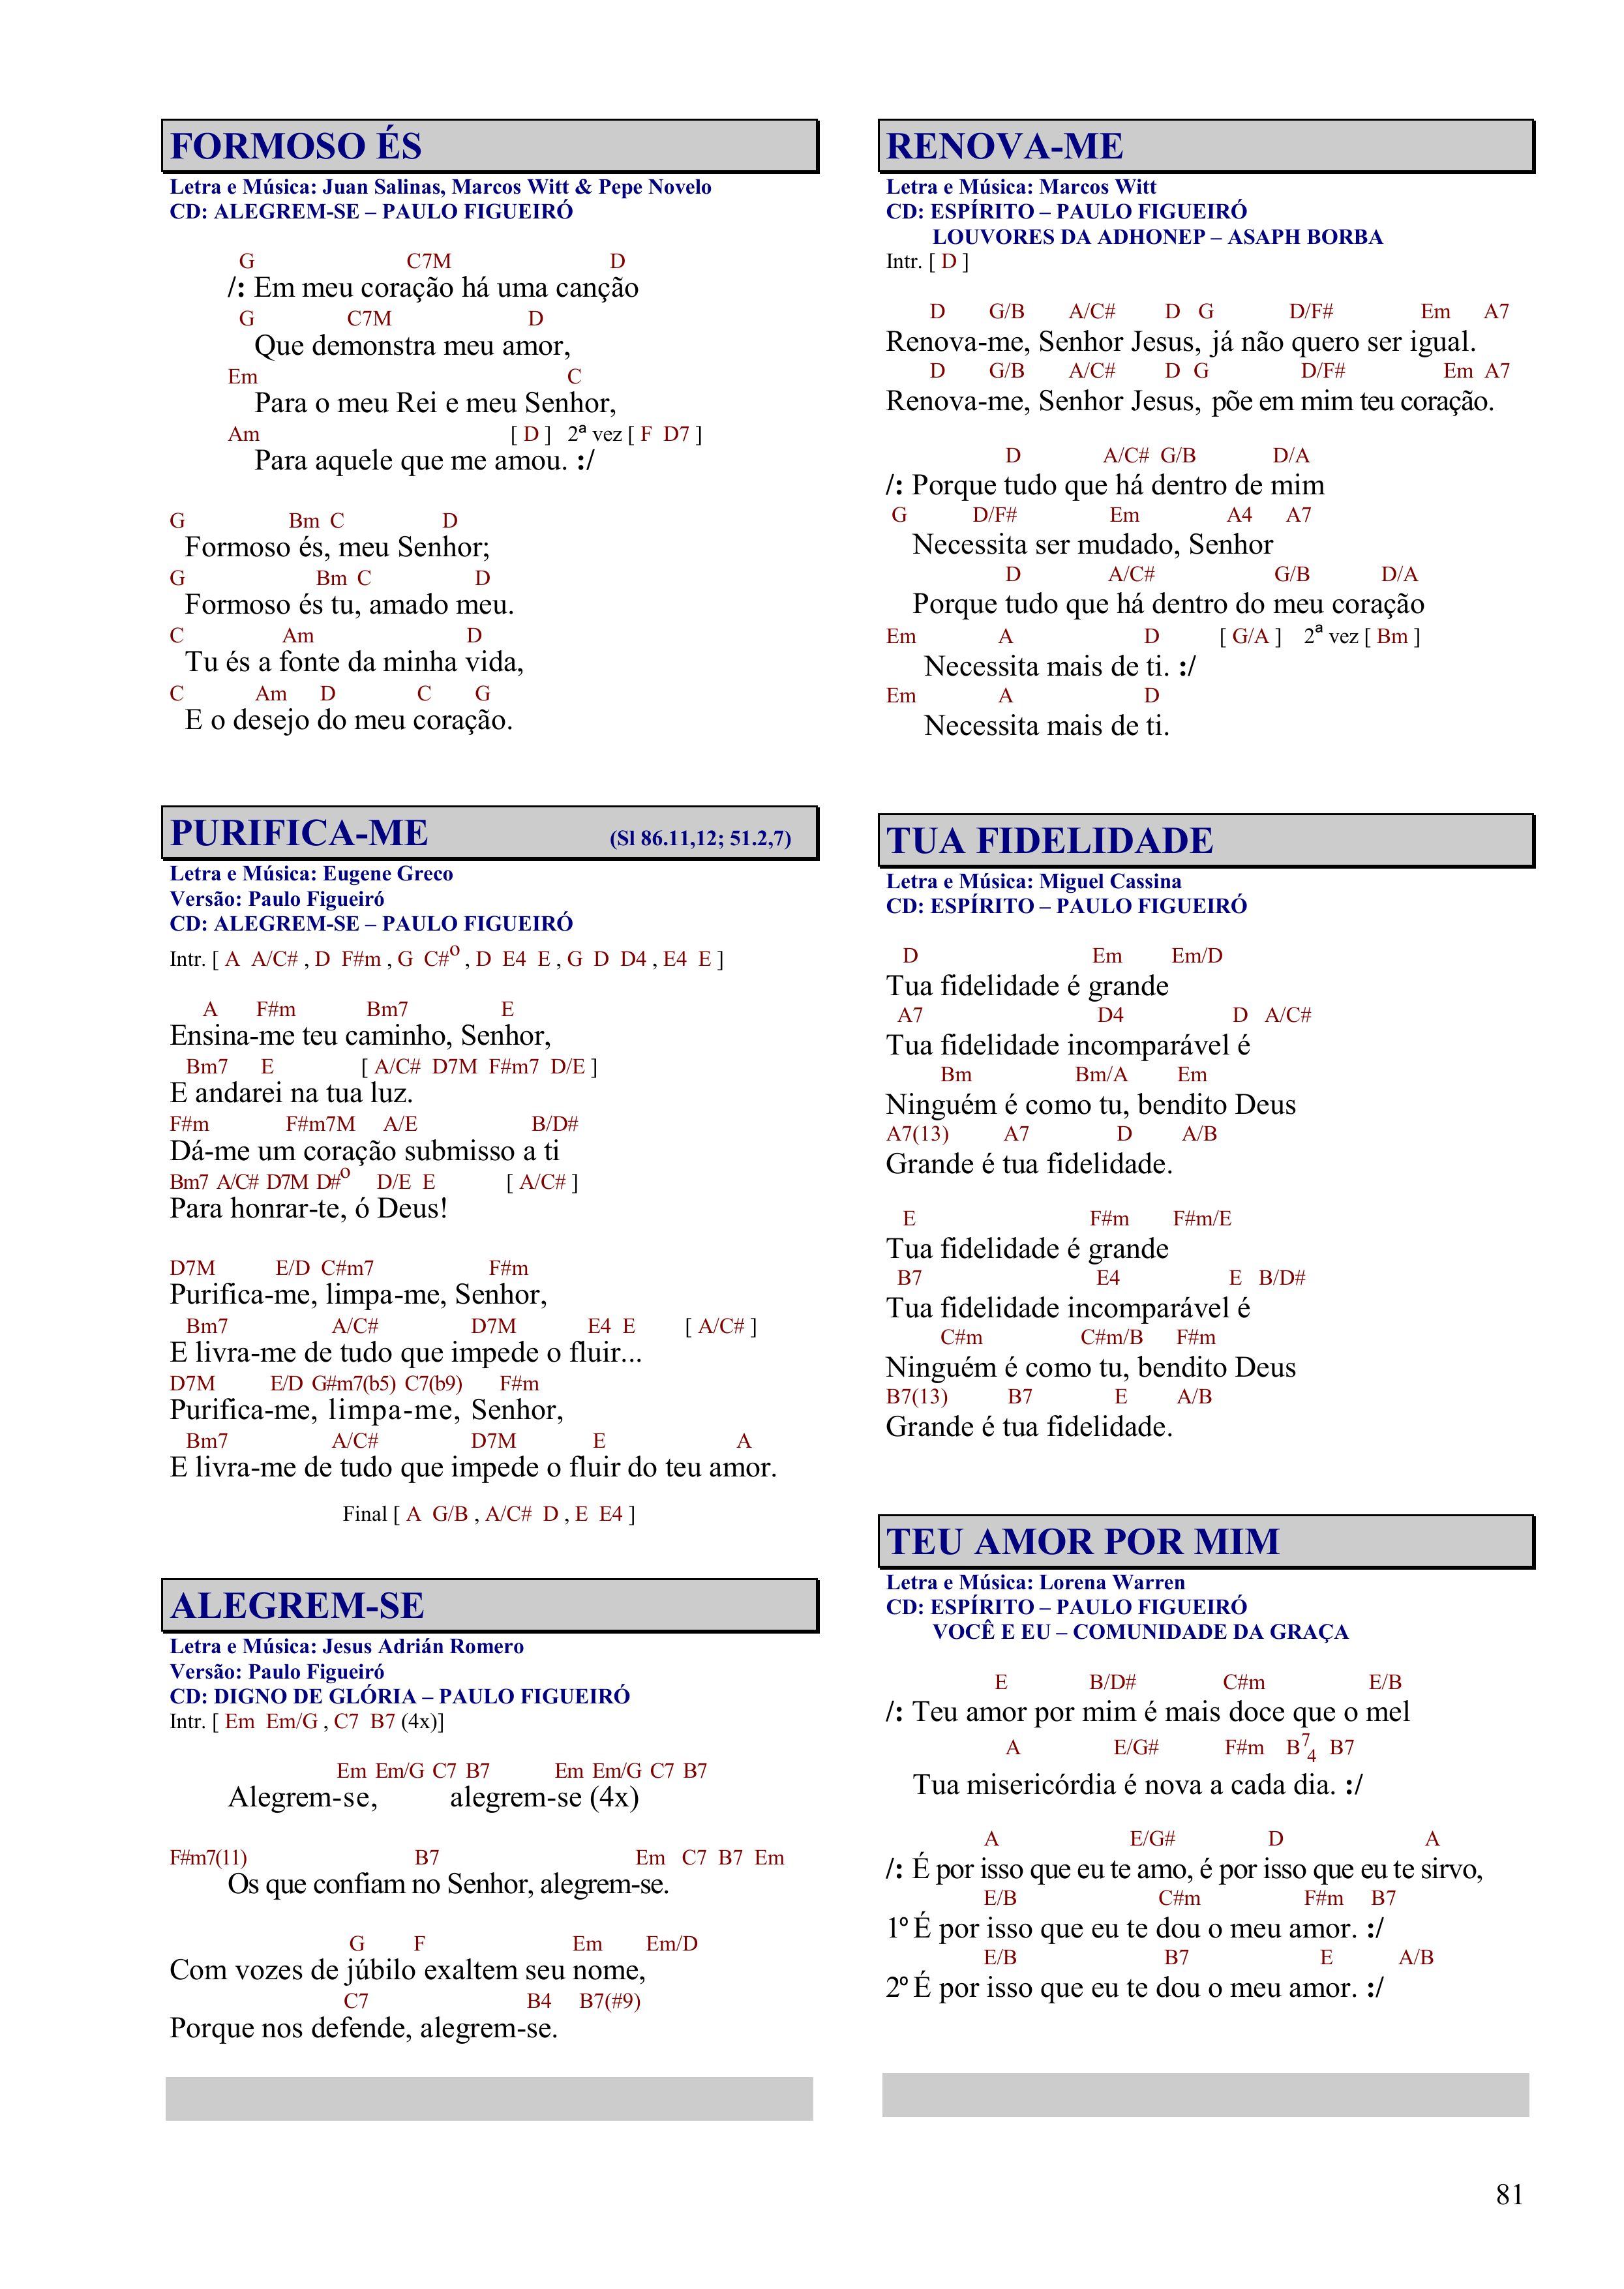 FORMOSO ÉS
Letra e Música: Juan Salinas, Marcos Witt & Pepe Novelo
CD: ALEGREM-SE – PAULO FIGUEIRÓ
G C7M D
/: Em meu coração há uma canção
G C7M D
Que demonstra meu amor,
Em C
Para o meu Rei e meu Senhor,
Am [ D ] 2ª vez [ F D7 ]
Para aquele que me amou. :/
G Bm C D
Formoso és, meu Senhor;
G Bm C D
Formoso és tu, amado meu.
C Am D
Tu és a fonte da minha vida,
C Am D C G
E o desejo do meu coração.
PURIFICA-ME (Sl 86.11,12; 51.2,7)
Letra e Música: Eugene Greco
Versão: Paulo Figueiró
CD: ALEGREM-SE – PAULO FIGUEIRÓ
Intr. [ A A/C# , D F#m , G C#º , D E4 E , G D D4 , E4 E ]
A F#m Bm7 E
Ensina-me teu caminho, Senhor,
Bm7 E [ A/C# D7M F#m7 D/E ]
E andarei na tua luz.
F#m F#m7M A/E B/D#
Dá-me um coração submisso a ti
Bm7 A/C# D7M D#º D/E E [ A/C# ]
Para honrar-te, ó Deus!
D7M E/D C#m7 F#m
Purifica-me, limpa-me, Senhor,
Bm7 A/C# D7M E4 E [ A/C# ]
E livra-me de tudo que impede o fluir...
D7M E/D G#m7(b5) C7(b9) F#m
Purifica-me, limpa-me, Senhor,
Bm7 A/C# D7M E A
E livra-me de tudo que impede o fluir do teu amor.
Final [ A G/B , A/C# D , E E4 ]
ALEGREM-SE
Letra e Música: Jesus Adrián Romero
Versão: Paulo Figueiró
CD: DIGNO DE GLÓRIA – PAULO FIGUEIRÓ
Intr. [ Em Em/G , C7 B7 (4x)]
Em Em/G C7 B7 Em Em/G C7 B7
Alegrem-se, alegrem-se (4x)
F#m7(11) B7 Em C7 B7 Em
Os que confiam no Senhor, alegrem-se.
G F Em Em/D
Com vozes de júbilo exaltem seu nome,
C7 B4 B7(#9)
Porque nos defende, alegrem-se.
RENOVA-ME
Letra e Música: Marcos Witt
CD: ESPÍRITO – PAULO FIGUEIRÓ
LOUVORES DA ADHONEP – ASAPH BORBA
Intr. [ D ]
D G/B A/C# D G D/F# Em A7
Renova-me, Senhor Jesus, já não quero ser igual.
D G/B A/C# D G D/F# Em A7
Renova-me, Senhor Jesus, põe em mim teu coração.
D A/C# G/B D/A
/: Porque tudo que há dentro de mim
G D/F# Em A4 A7
Necessita ser mudado, Senhor
D A/C# G/B D/A
Porque tudo que há dentro do meu coração
Em A D [ G/A ] 2ª vez [ Bm ]
Necessita mais de ti. :/
Em A D
Necessita mais de ti.
TUA FIDELIDADE
Letra e Música: Miguel Cassina
CD: ESPÍRITO – PAULO FIGUEIRÓ
D Em Em/D
Tua fidelidade é grande
A7 D4 D A/C#
Tua fidelidade incomparável é
Bm Bm/A Em
Ninguém é como tu, bendito Deus
A7(13) A7 D A/B
Grande é tua fidelidade.
E F#m F#m/E
Tua fidelidade é grande
B7 E4 E B/D#
Tua fidelidade incomparável é
C#m C#m/B F#m
Ninguém é como tu, bendito Deus
B7(13) B7 E A/B
Grande é tua fidelidade.
TEU AMOR POR MIM
Letra e Música: Lorena Warren
CD: ESPÍRITO – PAULO FIGUEIRÓ
VOCÊ E EU – COMUNIDADE DA GRAÇA
E B/D# C#m E/B
/: Teu amor por mim é mais doce que o mel
A E/G# F#m B74 B7
Tua misericórdia é nova a cada dia. :/
A E/G# D A
/: É por isso que eu te amo, é por isso que eu te sirvo,
E/B C#m F#m B7
1º É por isso que eu te dou o meu amor. :/
E/B B7 E A/B
2º É por isso que eu te dou o meu amor. :/
81